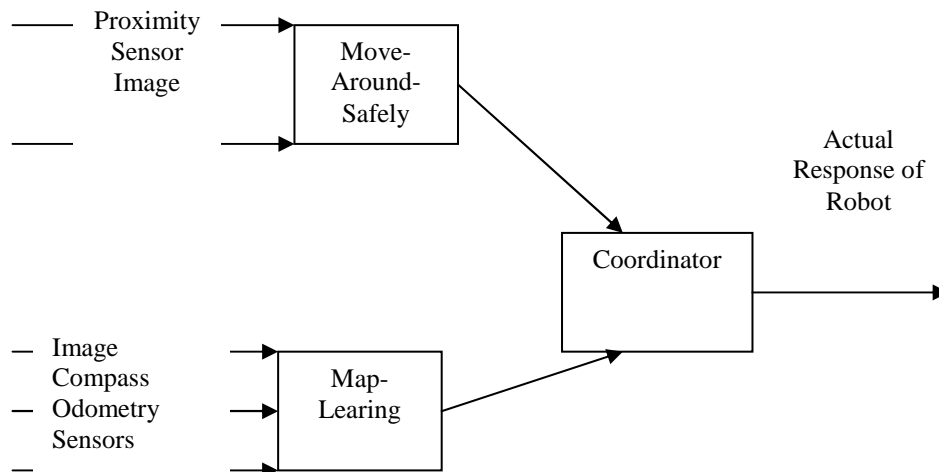 Proximity
Sensor
Image
Move-
Around-
Safely
Actual
Response of
Robot
Coordinator
Image
Compass
Odometry
Sensors
Map-
Learing